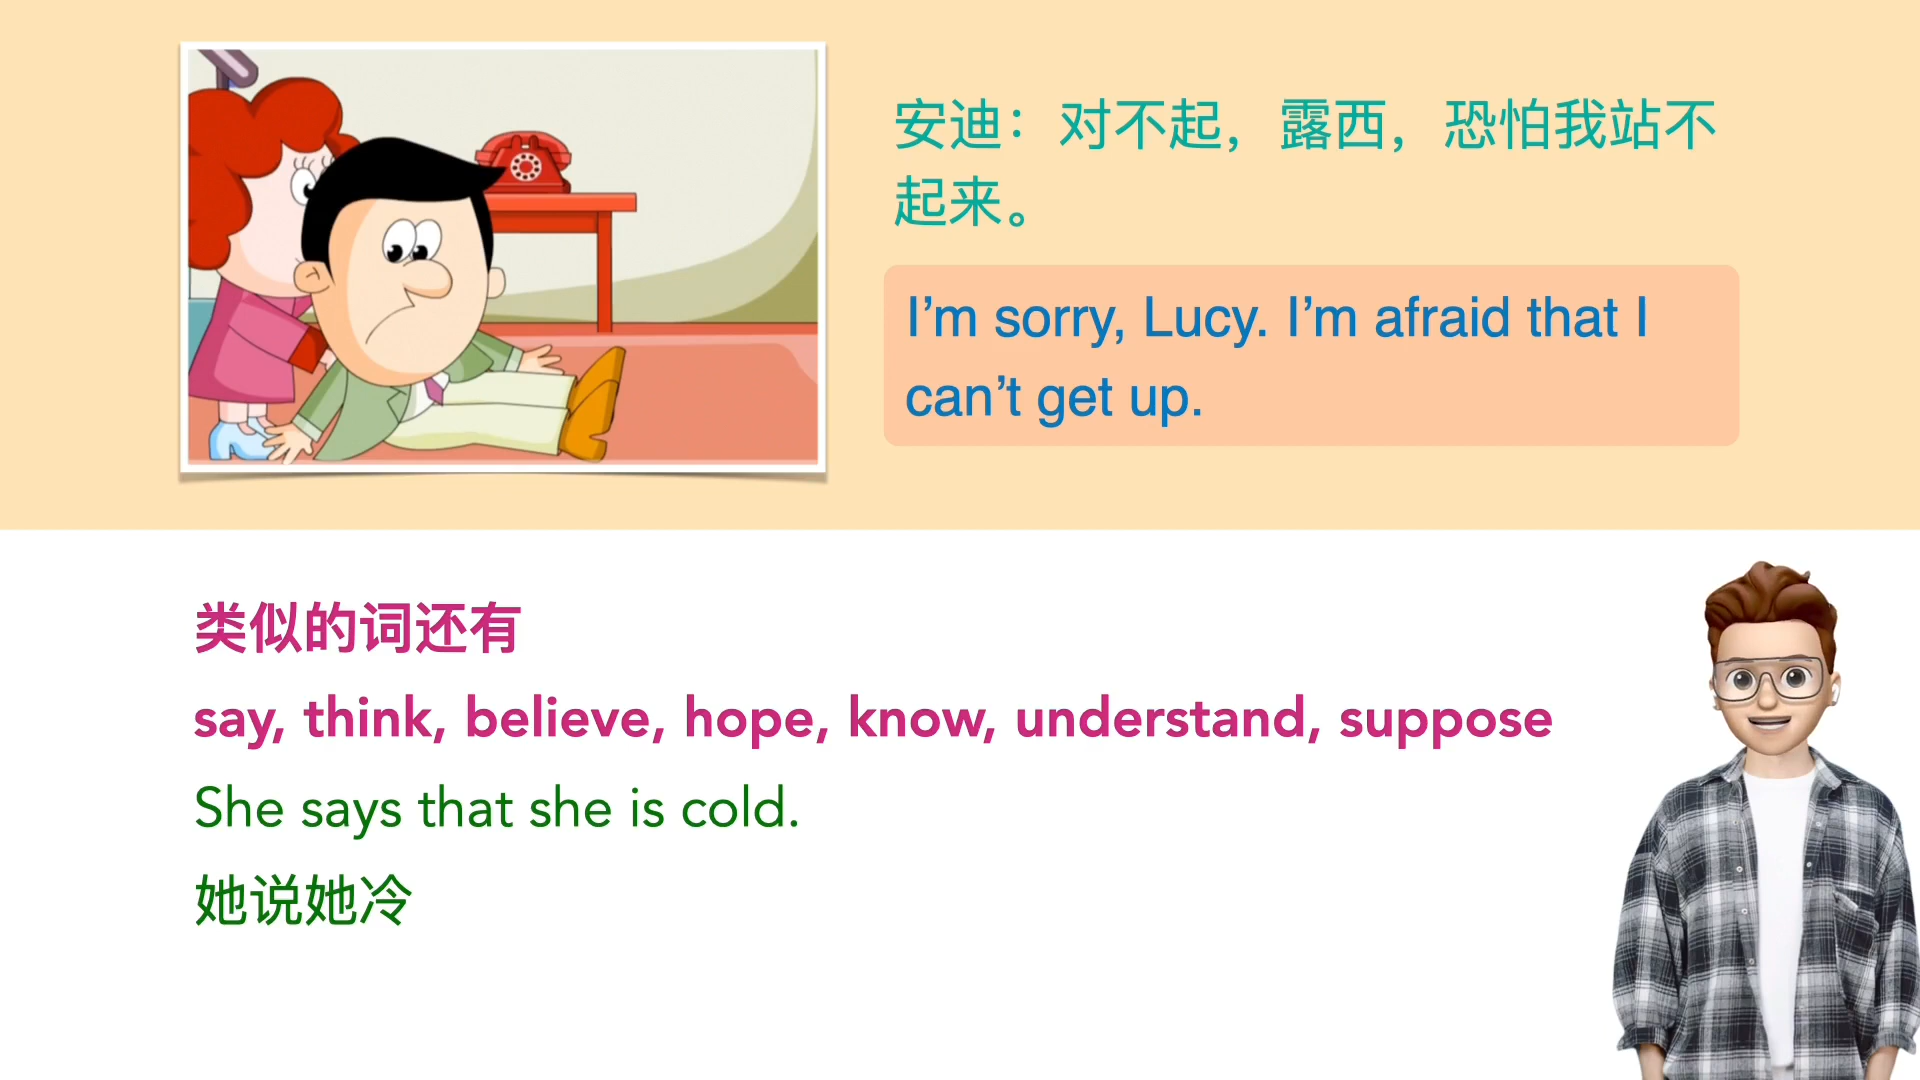 安迪：对不起，露西，恐怕我站不
起来。
I’m sorry, Lucy. I’m afraid that I
can’t get up.
类似的词还有
say, think, believe, hope, know, understand, suppose
She says that she is cold.
她说她冷